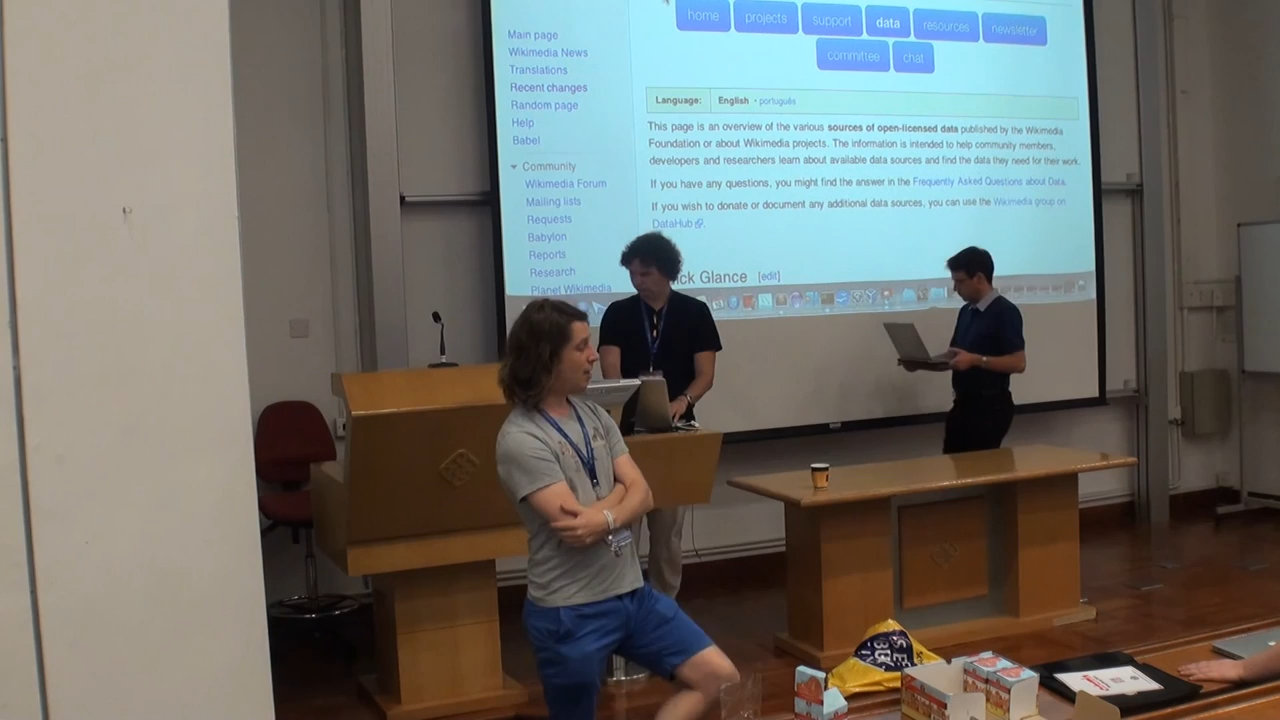 home projects support data resources newsletter
committee chat
Main page
Wikimedia News
Translations
Recent changes
Random page
Help
Babel
Community
Wikimedia Forum
Mailing lists
Requests
Babylon
Reports
Research
Planet Wikimedia
Language: English • português
This page is an overview of the various sources of open-licensed data published by the Wikimedia
Foundation or about Wikimedia projects. The information is intended to help community members,
developers and researchers learn about available data sources and find the data they need for their work.
If you have any questions, you might find the answer in the Frequently Asked Questions about Data.
If you wish to donate or document any additional data sources, you can use the Wikimedia group on
DataHub.
ck Glance [edit]